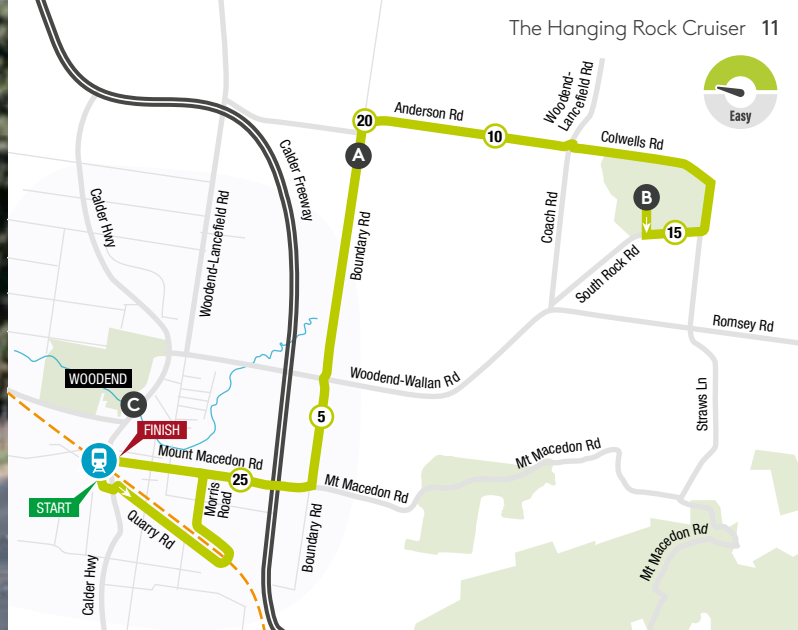 The Hanging Rock Cruiser 11
Easy
Woodend-
Lancefield Rd
20
Anderson Rd
10
Colwells Rd
A
B
15
Calder Freeway
Calder Hwy
Woodend-Lancefield Rd
Boundary Rd
Coach Rd
South Rock Rd
Romsey Rd
WOODEND
C
Woodend-Wallan Rd
Straws Ln
5
FINISH
Mount Macedon Rd
25
Mt Macedon Rd
Mt Macedon Rd
START
Morris
Road
Quarry Rd
Boundary Rd
Mt Macedon Rd
Calder Hwy